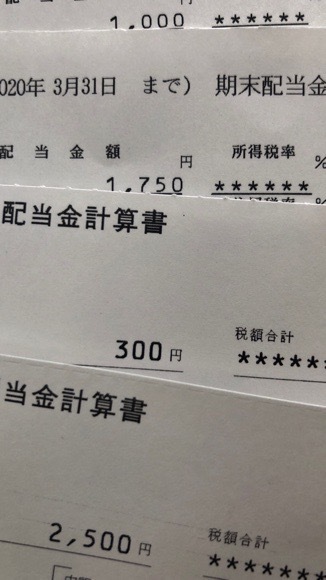 配当金
1,000 ******
020年 3月31日 まで） 期末配当金
配当金額 円 所得税率 %
1,750 ******
配当金計算書
300円 税額合計
*****
当金計算書
2,500円 税額合計
******